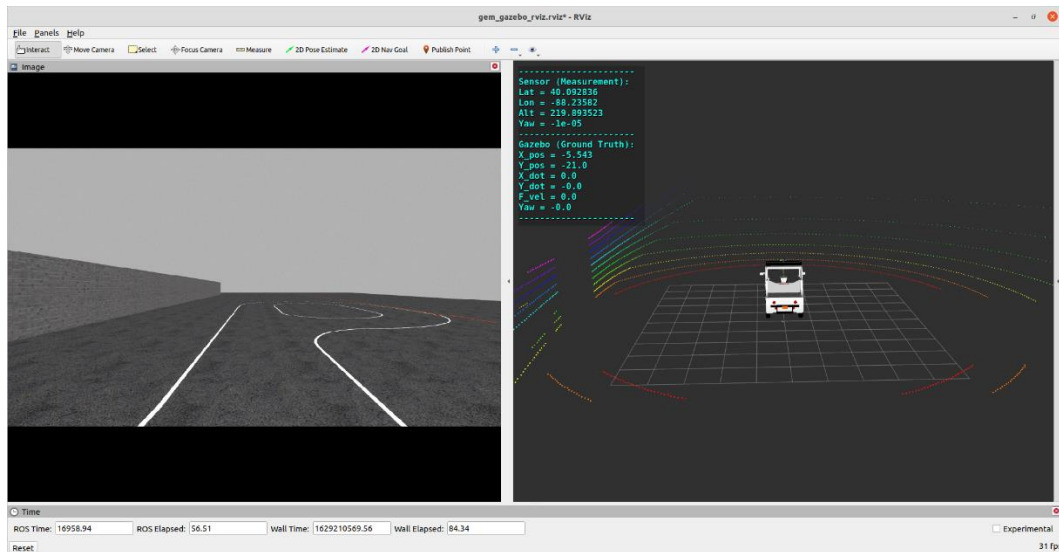 gem_gazebo_rviz.rviz* - RViz
File Panels Help
Interact Move Camera Select Focus Camera Measure 2D Pose Estimate 2D Nav Goal Publish Point
Image
----------------------
Sensor (Measurement):
Lat = 40.092836
Lon = -88.23582
Alt = 219.893523
Yaw = -1e-05
----------------------
Gazebo (Ground Truth):
X_pos = -5.543
Y_pos = -21.0
X_dot = 0.0
Y_dot = -0.0
F_vel = 0.0
Yaw = -0.0
----------------------
Time
ROS Time: 16958.94 ROS Elapsed: 56.51 Wall Time: 1629210569.56 Wall Elapsed: 84.34 Experimental
Reset 31 fps